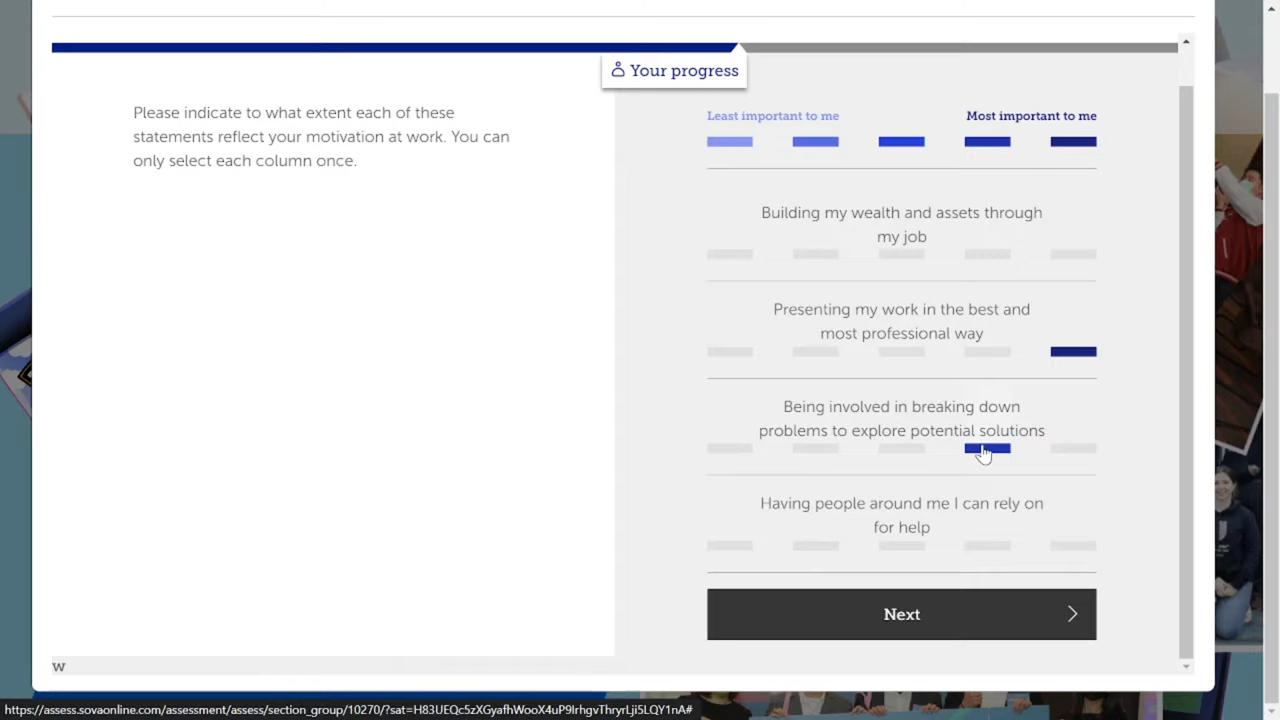 Your progress
Please indicate to what extent each of these
statements reflect your motivation at work. You can
only select each column once.
Least important to me
Most important to me
Building my wealth and assets through
my job
Presenting my work in the best and
most professional way
Being involved in breaking down
problems to explore potential solutions
Having people around me I can rely on
for help
Next
w
https://assess.sovaonline.com/assessment/assess/section_group/10270/?sat=H83UEQc5zXGyafhWooX4uP9IrhgvThryrLji5LQY1nA#